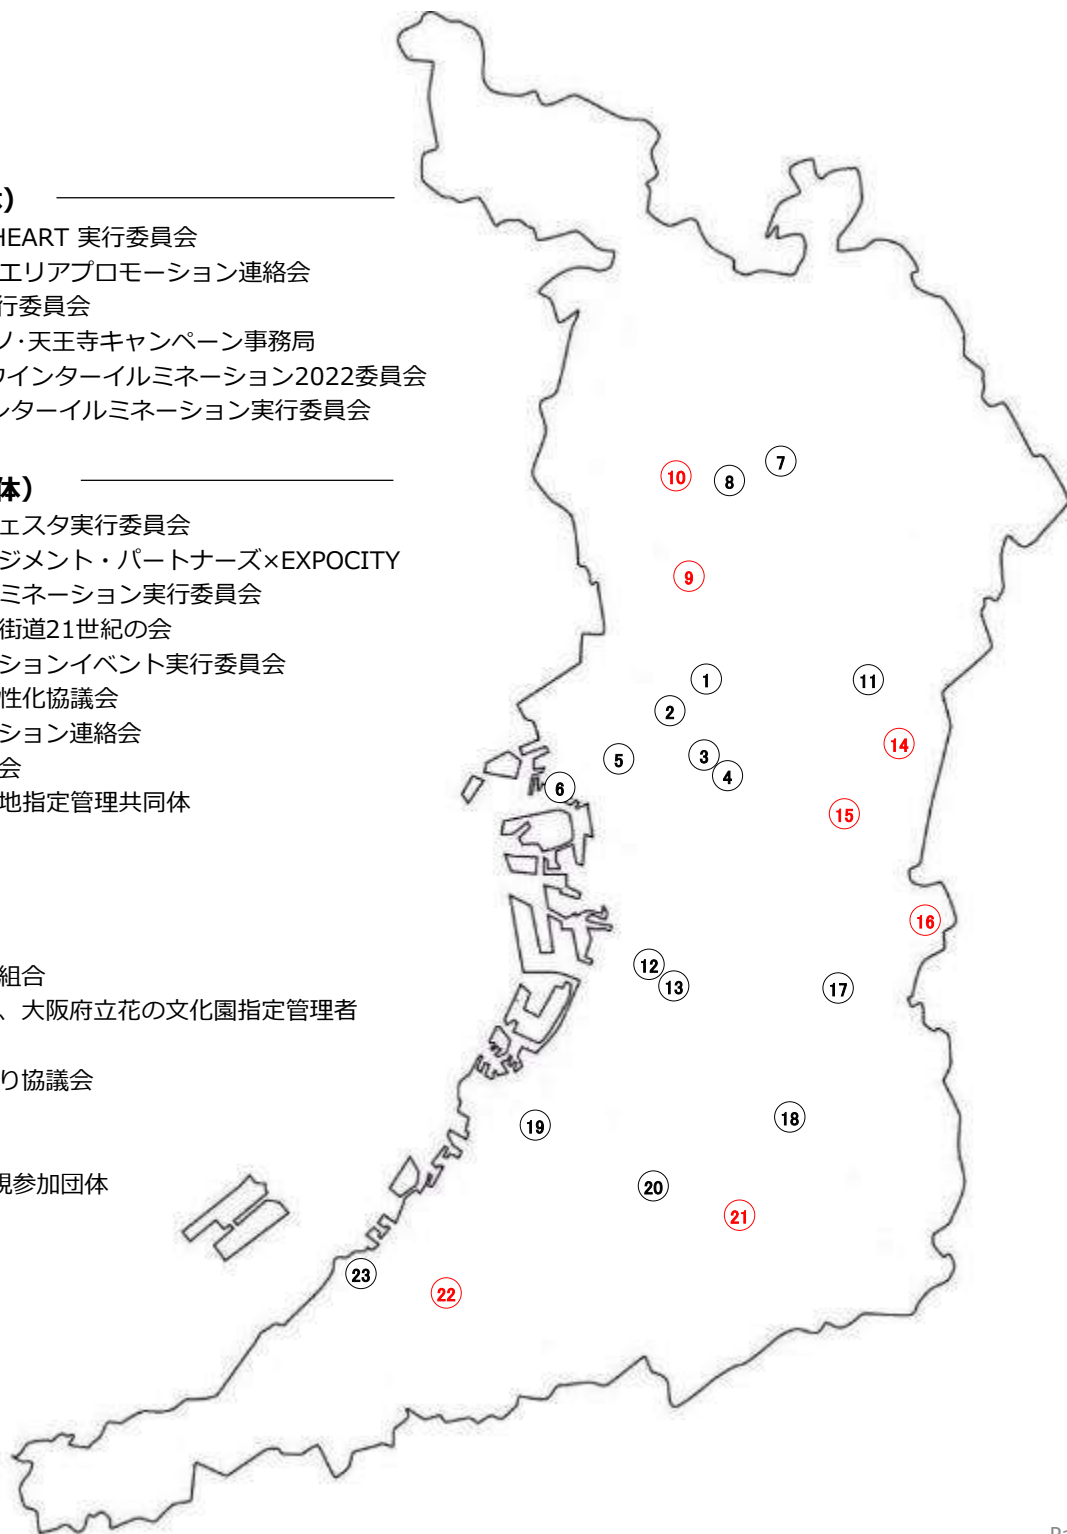 体）
HEART 実行委員会
エリアプロモーション連絡会
行委員会
ノ・天王寺キャンペーン事務局
ウインターイルミネーション2022委員会
ンターイルミネーション実行委員会
体）
ェスタ実行委員会
ジメント・パートナーズ×EXPOCITY
ミネーション実行委員会
街道21世紀の会
ションイベント実行委員会
性化協議会
ション連絡会
会
地指定管理共同体
組合
、大阪府立花の文化園指定管理者
り協議会
規参加団体
7
10
8
9
1
11
2
14
3
5
4
6
15
16
12
13
17
18
19
20
21
23
22